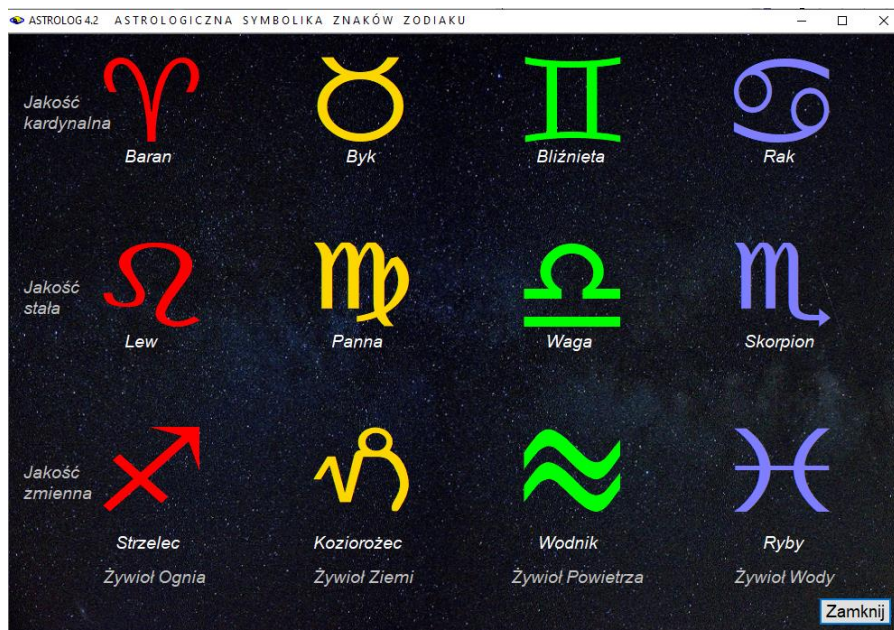 ASTROLOG 4.2 ASTROLOGICZNA SYMBOLIKA ZNAKÓW ZODIAKU
Jakość
kardynalna
Baran Byk Bliźnieta Rak
Jakość
stała
Lew Panna Waga Skorpion
Jakość
zmienna
Strzelec Koziorożec Wodnik Ryby
Żywioł Ognia Żywioł Ziemi Żywioł Powietrza Żywioł Wody
Zamknij